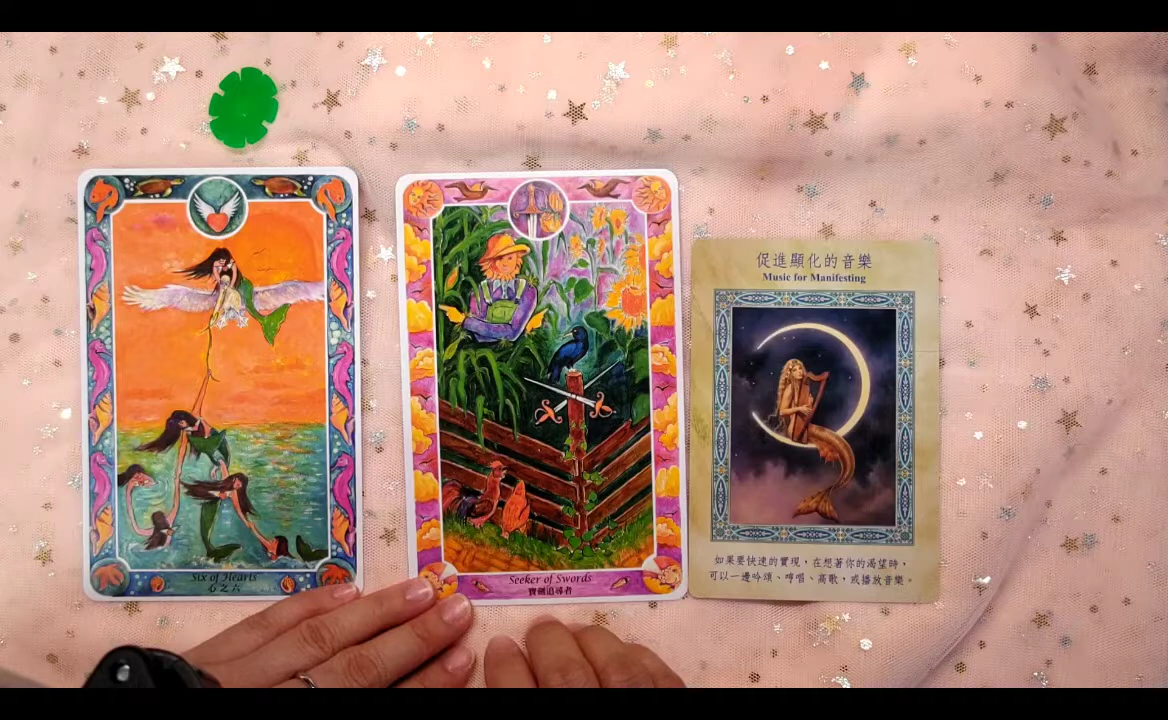 Six of Hearts
心之六
Seeker of Swords
寶劍追尋者
促進顯化的音樂
Music for Manifesting
如果要快速的實現，在想著你的渴望時，
可以一邊吟頌、哼唱、高歌，或播放音樂。